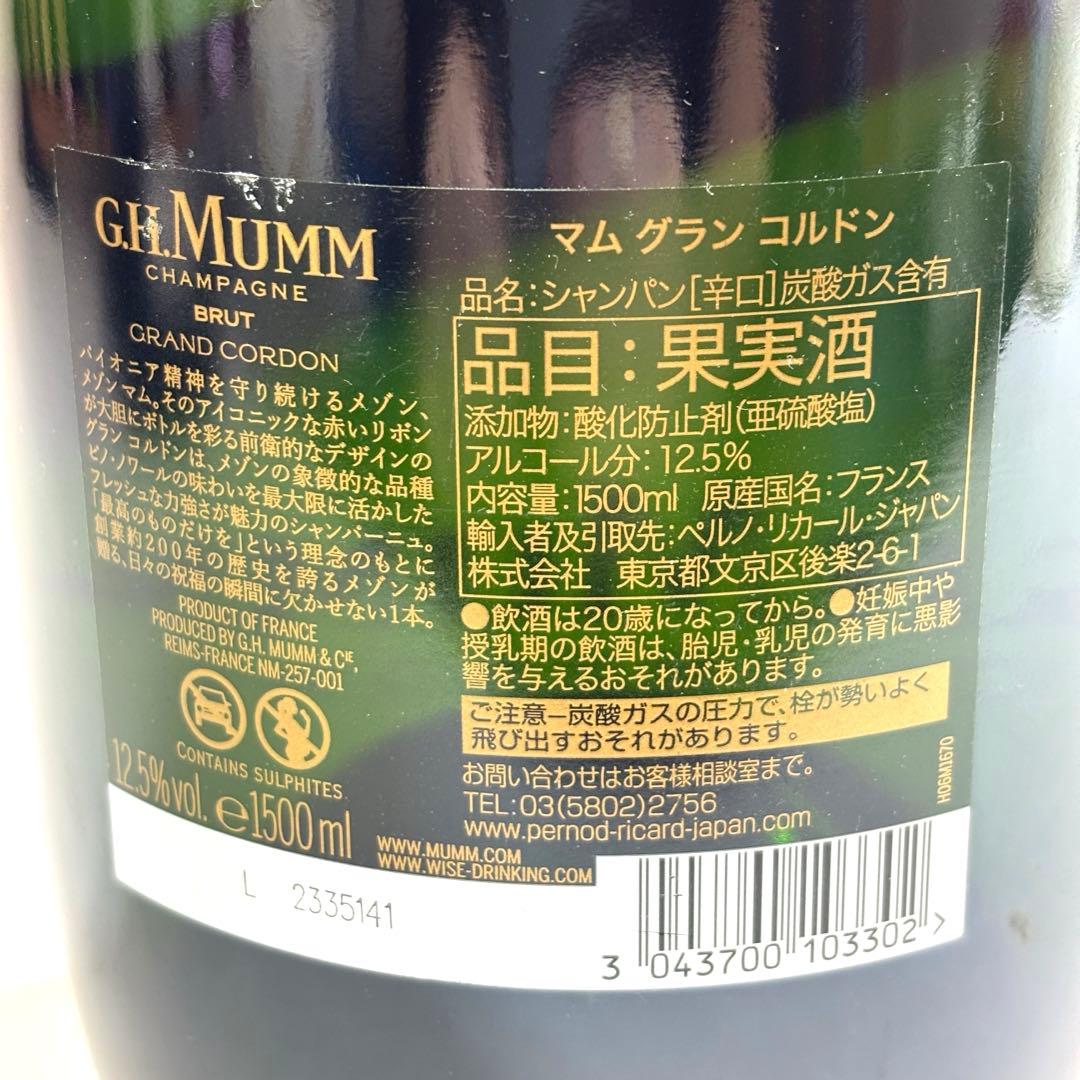 G.H.MUMM
CHAMPAGNE
BRUT
GRAND CORDON
パイオニア精神を守り続けるメゾン、
メゾン マム。そのアイコニックな赤いリボン
が大胆にボトルを彩る前衛的なデザインの
グラン コルドンは、メゾンの象徴的な品種
ピノ・ノワールの味わいを最大限に活かした
フレッシュな力強さが魅力のシャンパーニュ。
「最高のものだけを」という理念のもとに
創業約200年の歴史を誇るメゾンが
贈る、日々の祝福の瞬間に欠かせない1本。
PRODUCT OF FRANCE
PRODUCED BY G.H. MUMM & CIE,
REIMS-FRANCE NM-257-001
CONTAINS SULPHITES.
12.5%vol. e1500 ml
WWW.MUMM.COM
WWW.WISE-DRINKING.COM
L 2335141
マム グラン コルドン
品名:シャンパン[辛口]炭酸ガス含有
品目:果実酒
添加物:酸化防止剤(亜硫酸塩)
アルコール分:12.5%
内容量:1500ml 原産国名:フランス
輸入者及引取先:ペルノ・リカール・ジャパン
株式会社 東京都文京区後楽2-6-1
●飲酒は20歳になってから。●妊娠中や
授乳期の飲酒は、胎児・乳児の発育に悪影
響を与えるおそれがあります。
ご注意–炭酸ガスの圧力で、栓が勢いよく
飛び出すおそれがあります。
お問い合わせはお客様相談室まで。
TEL:03(5802)2756
www.pernod-ricard-japan.com
H06M1670
3 043700 103302 >